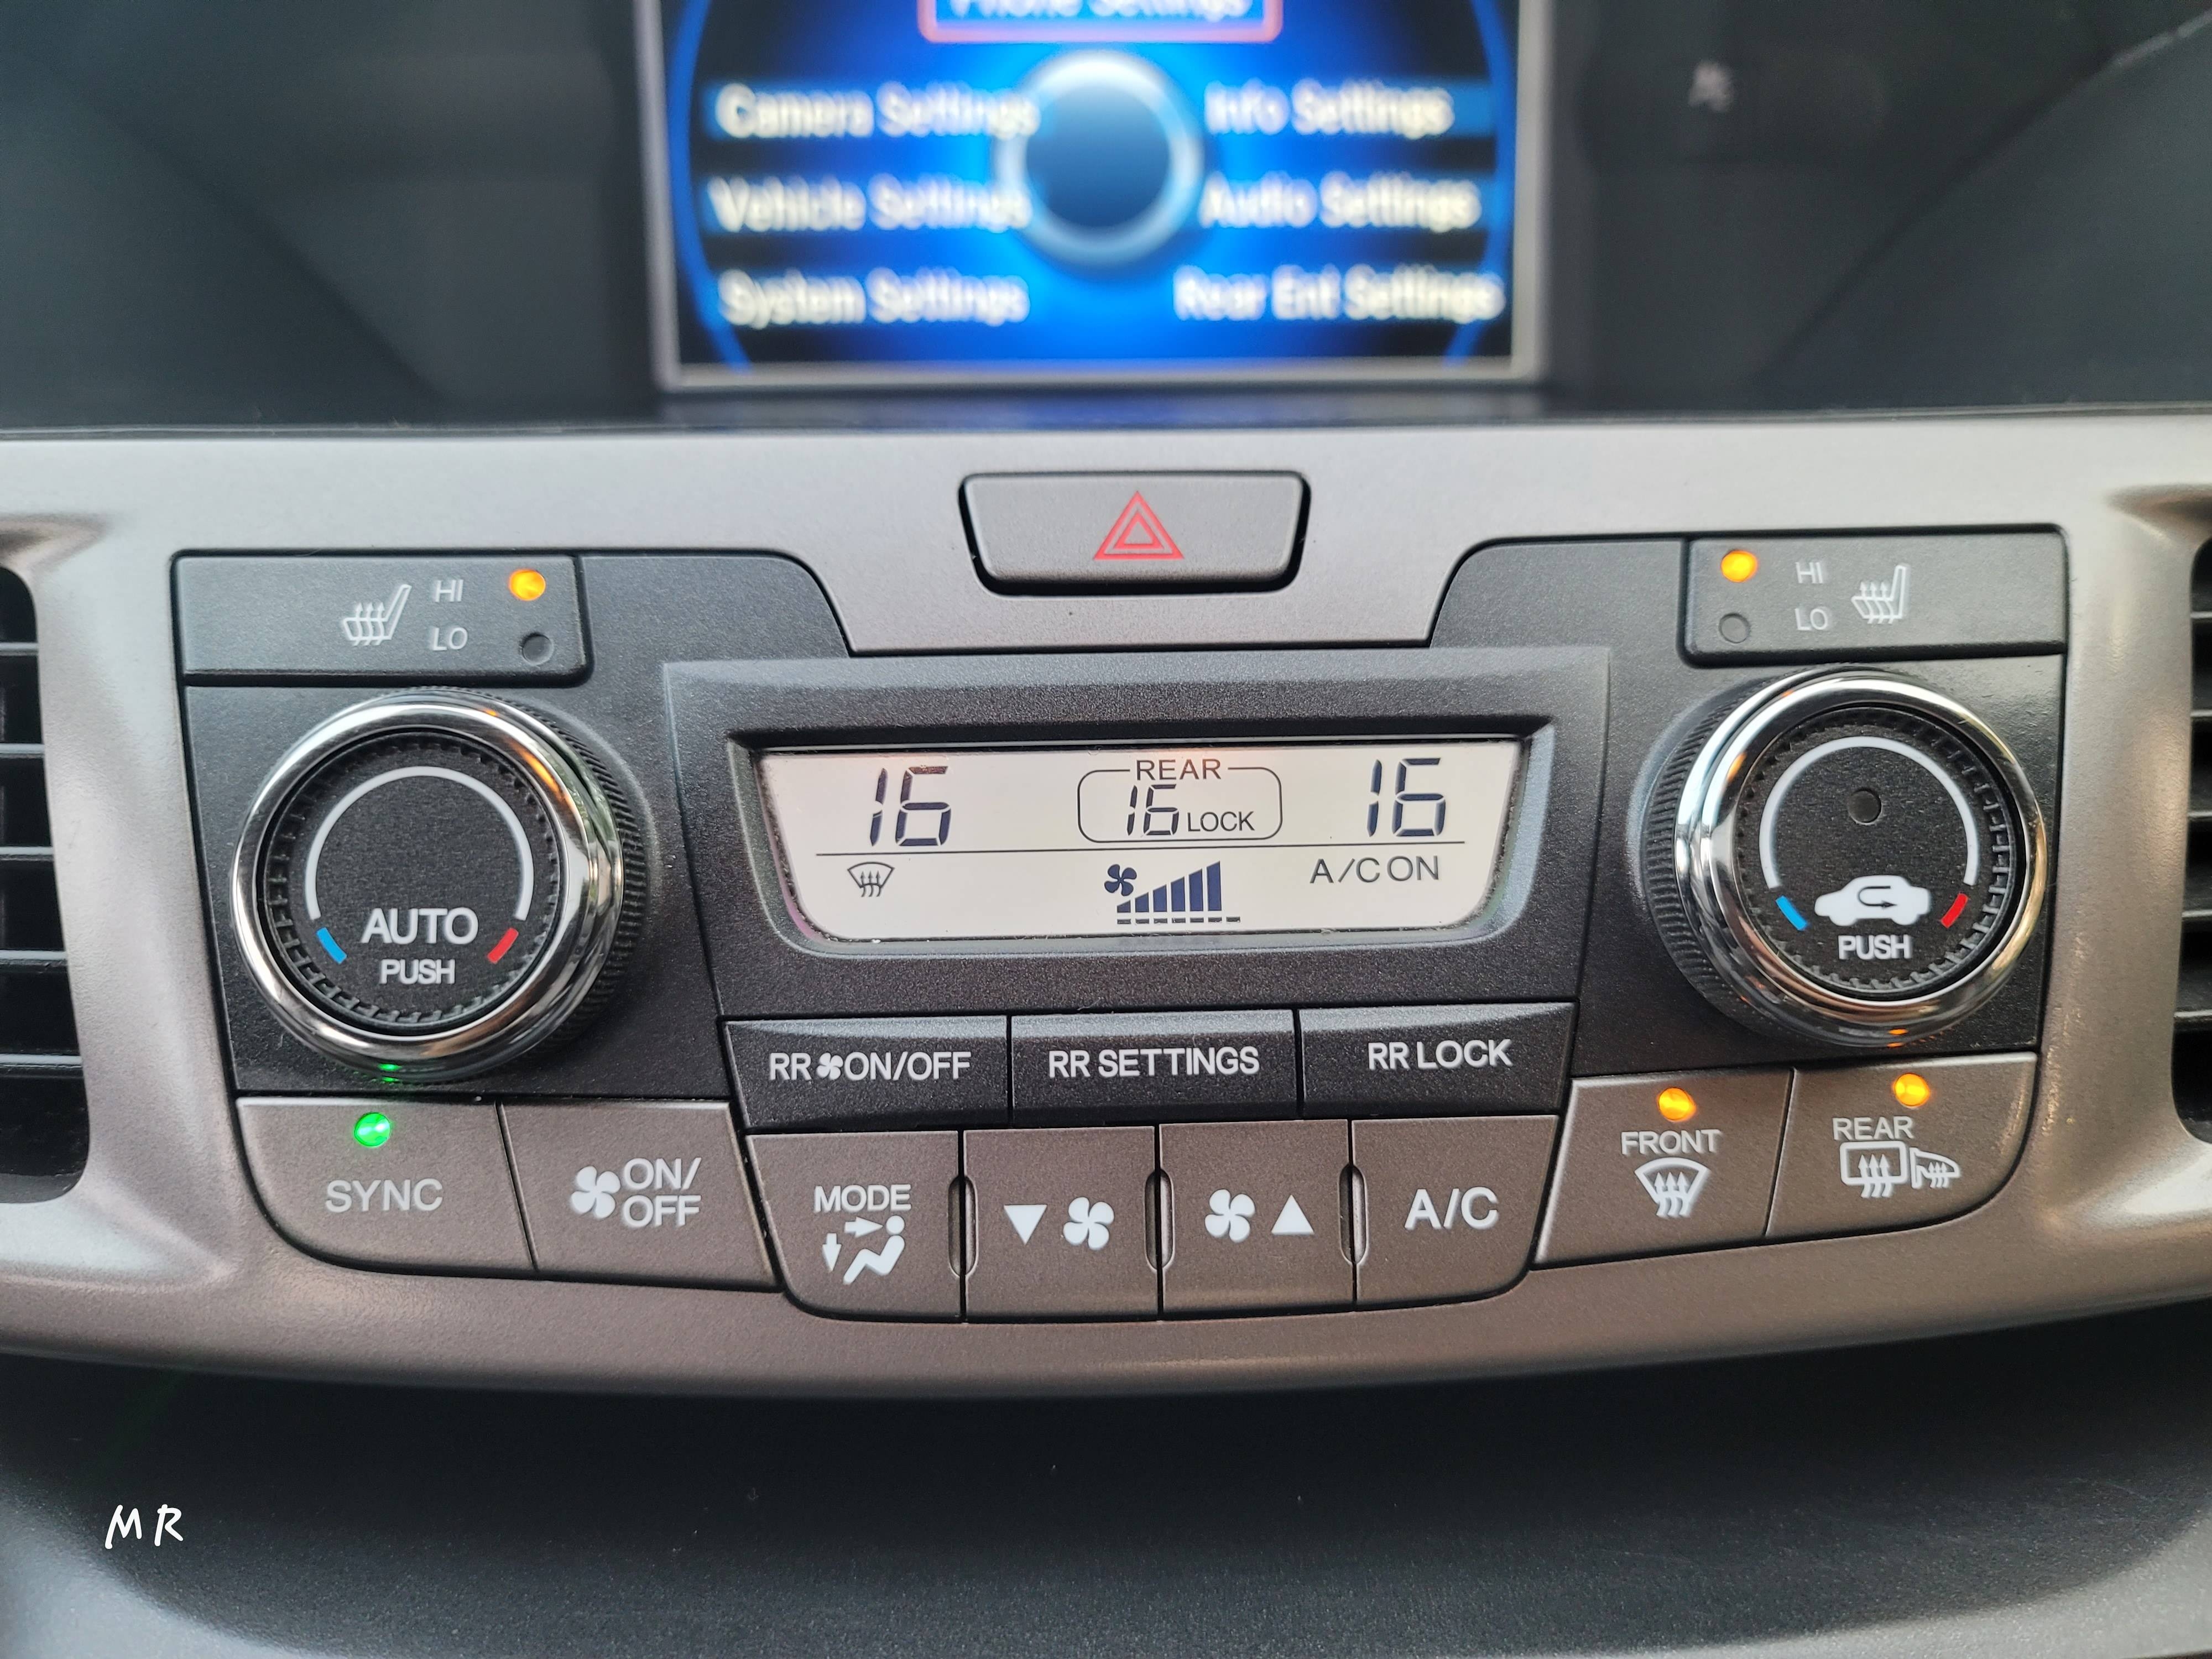 Phone Settings
Camera Settings
Info Settings
Vehicle Settings
Audio Settings
System Settings
Rear Ent Settings
HI
LO
HI
LO
16
REAR
16 LOCK
16
A/C ON
AUTO
PUSH
PUSH
RR ON/OFF
RR SETTINGS
RR LOCK
SYNC
ON/
OFF
MODE
A/C
FRONT
REAR
MR